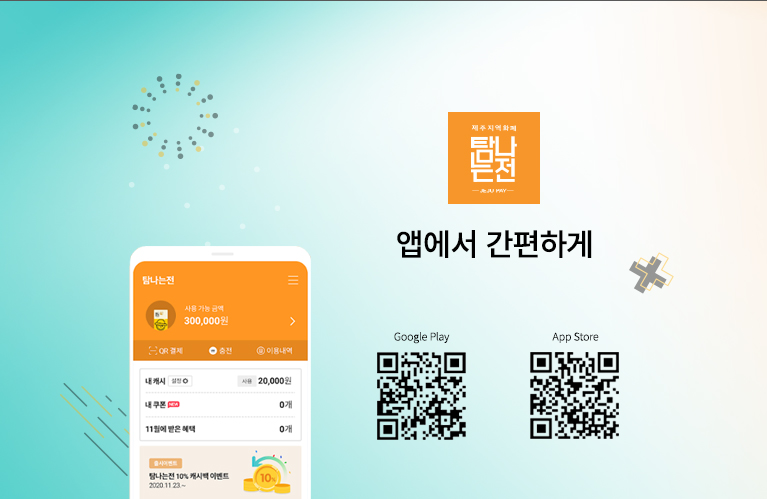 제주지역화폐
탐나
는전
JEJU PAY
앱에서 간편하게
탐나는전
사용 가능 금액
300,000원
QR 결제
충전
이용내역
내 캐시 설정 사용 20,000원
내 쿠폰 NEW 0개
11월에 받은 혜택 0개
출시이벤트
탐나는전 10% 캐시백 이벤트
2020.11.23.~
10%
Google Play
App Store